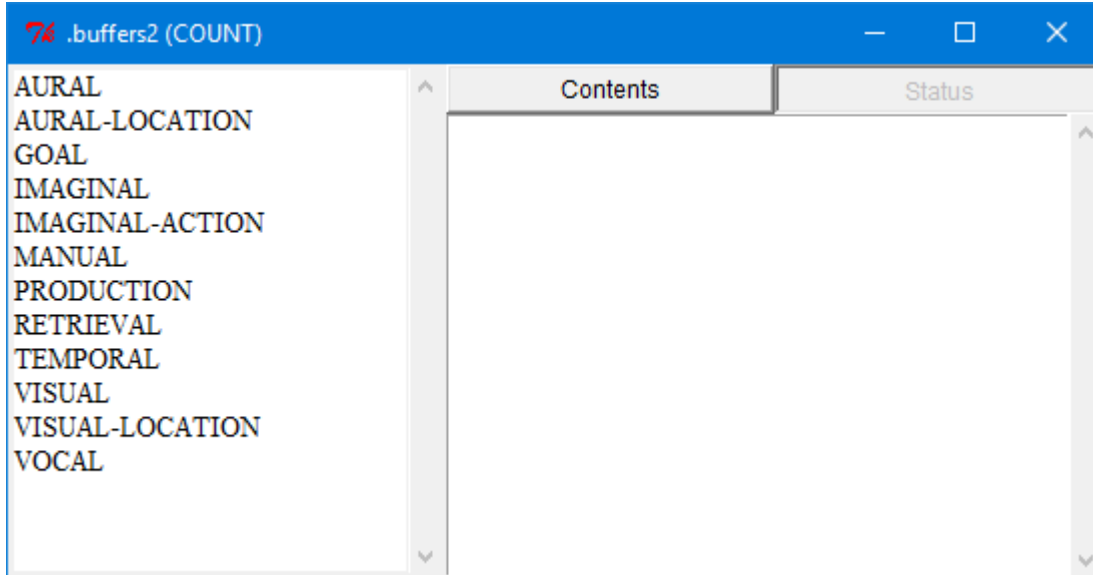 .buffers2 (COUNT)
Contents
Status
AURAL
AURAL-LOCATION
GOAL
IMAGINAL
IMAGINAL-ACTION
MANUAL
PRODUCTION
RETRIEVAL
TEMPORAL
VISUAL
VISUAL-LOCATION
VOCAL